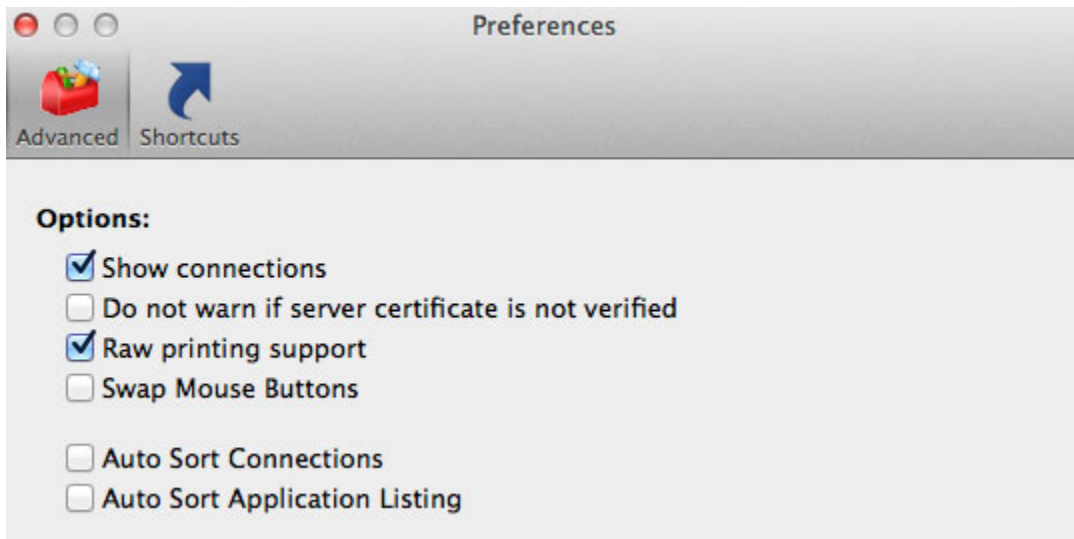 Preferences
Advanced Shortcuts
Options:
Show connections
Do not warn if server certificate is not verified
Raw printing support
Swap Mouse Buttons
Auto Sort Connections
Auto Sort Application Listing